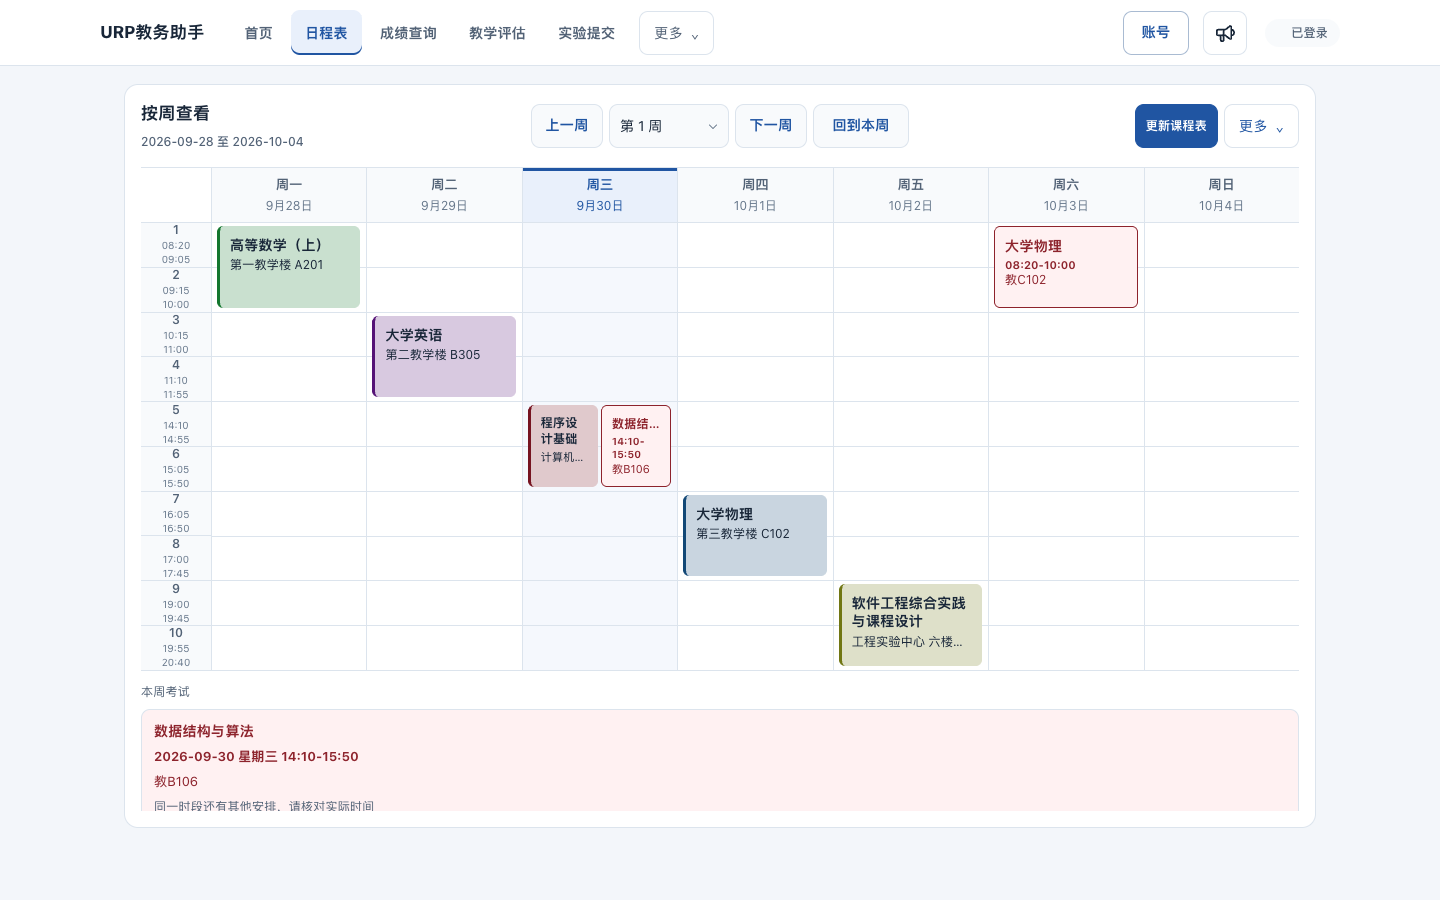 URP教务助手 首页 日程表 成绩查询 教学评估 实验提交 更多 账号 已登录
按周查看 上一周 第 1 周 下一周 回到本周 更新课程表 更多
2026-09-28 至 2026-10-04
周一 周二 周三 周四 周五 周六 周日
9月28日 9月29日 9月30日 10月1日 10月2日 10月3日 10月4日
1
08:20
09:05
高等数学（上）
第一教学楼 A201
大学物理
08:20-10:00
教C102
2
09:15
10:00
3
10:15
11:00
大学英语
第二教学楼 B305
4
11:10
11:55
5
14:10
14:55
程序设
计基础
计算机...
数据结...
14:10-
15:50
教B106
6
15:05
15:50
7
16:05
16:50
大学物理
第三教学楼 C102
8
17:00
17:45
9
19:00
19:45
软件工程综合实践
与课程设计
工程实验中心 六楼...
10
19:55
20:40
本周考试
数据结构与算法
2026-09-30 星期三 14:10-15:50
教B106
同一时段还有其他安排，请核对实际时间